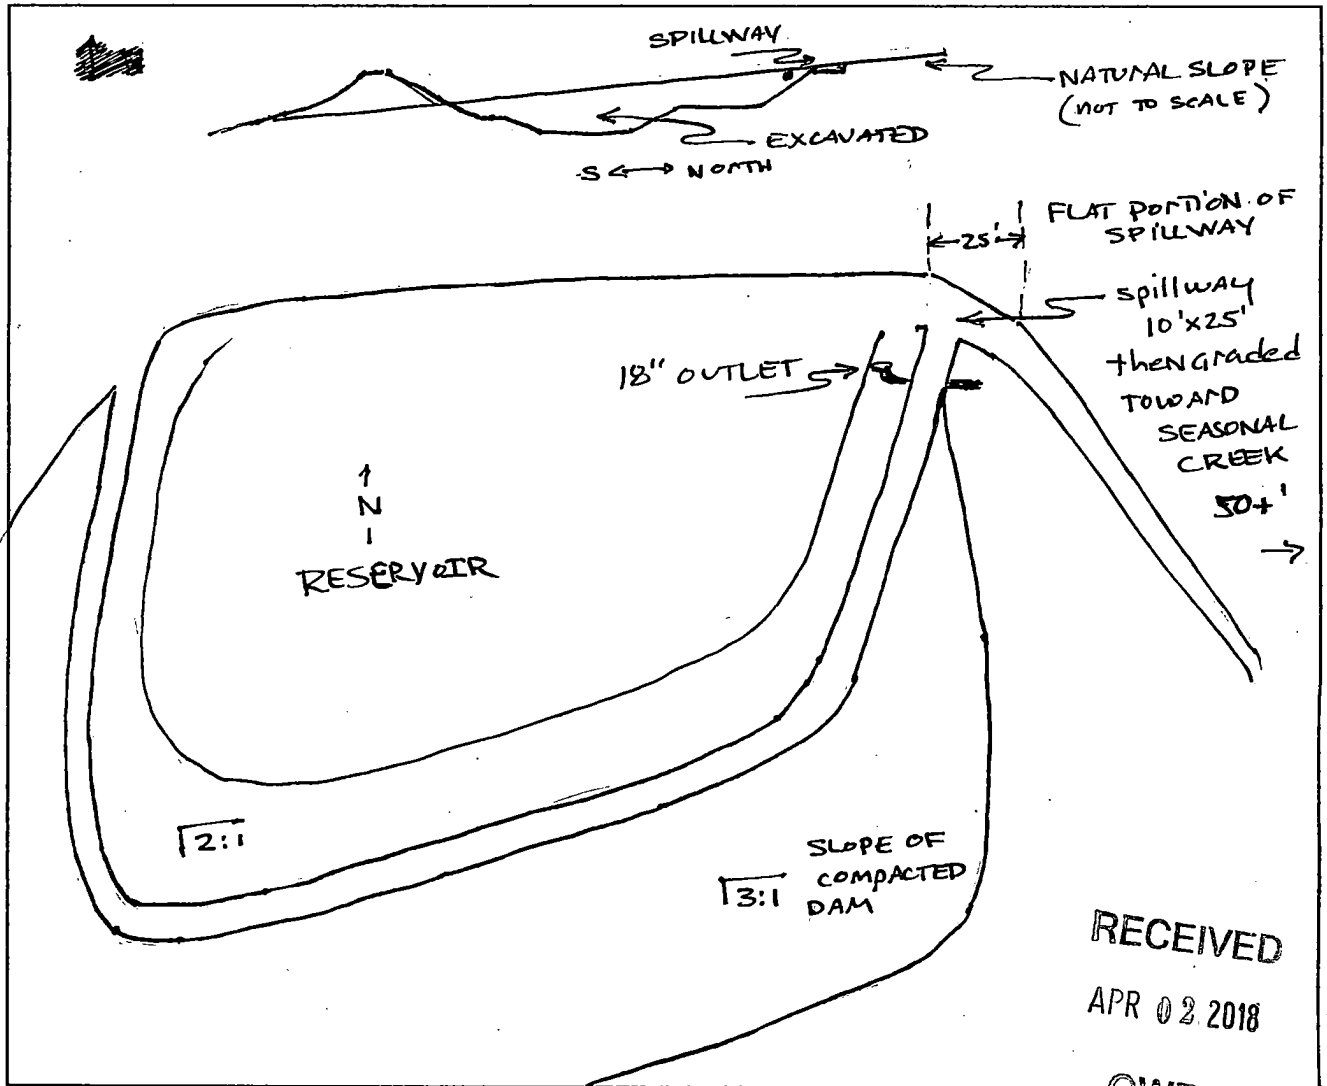 SPILLWAY
NATURAL SLOPE
(NOT TO SCALE)
EXCAVATED
S ↔ NORTH
FLAT PORTION OF
SPILLWAY
25'
spillway
10'x25'
then graded
TOWARD
SEASONAL
CREEK
50+'
18" OUTLET
N
RESERVOIR
2:1
3:1
SLOPE OF
COMPACTED
DAM
RECEIVED
APR 02 2018